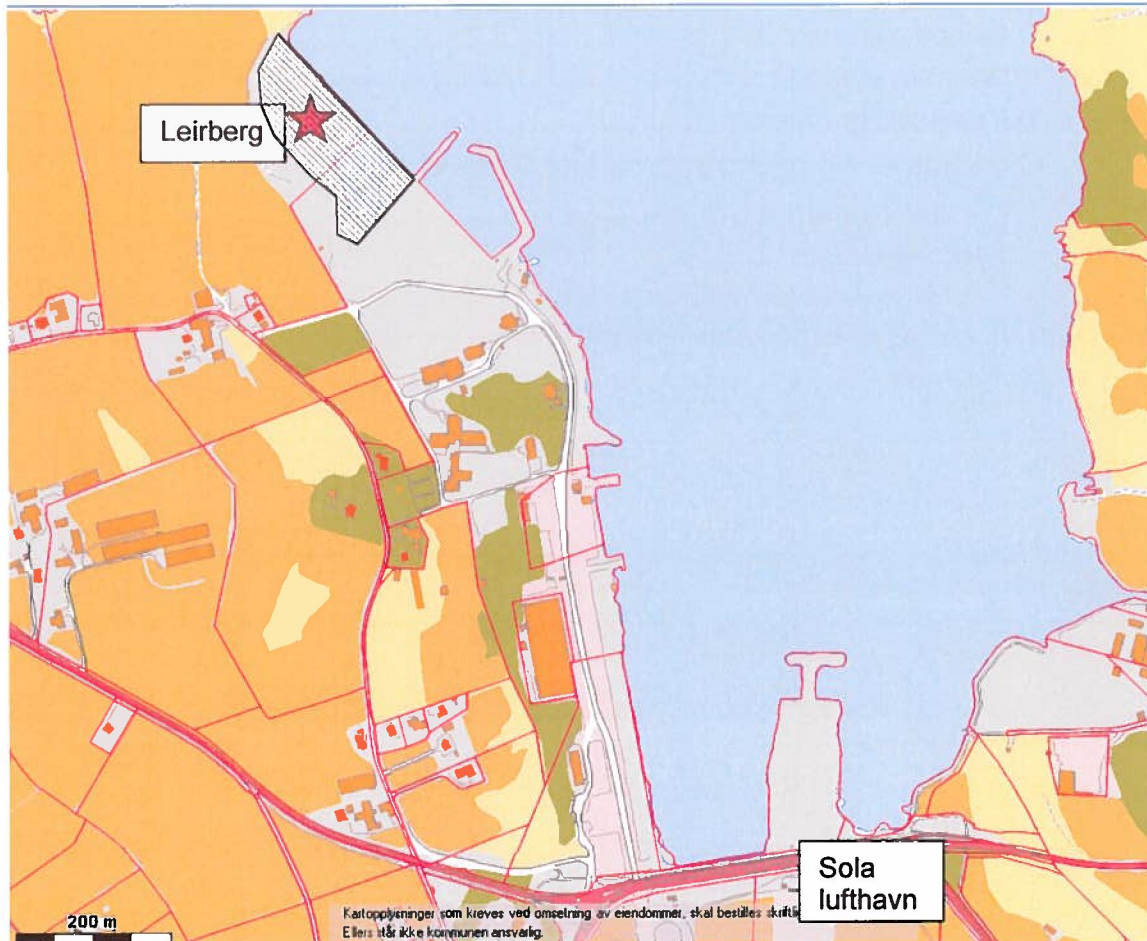 Leirberg
Sola
lufthavn
200 m
Kartopplysninger som kreves ved omsetning av eiendommer, skal bestilles
Ellers står ikke kommunen ansvarlig.